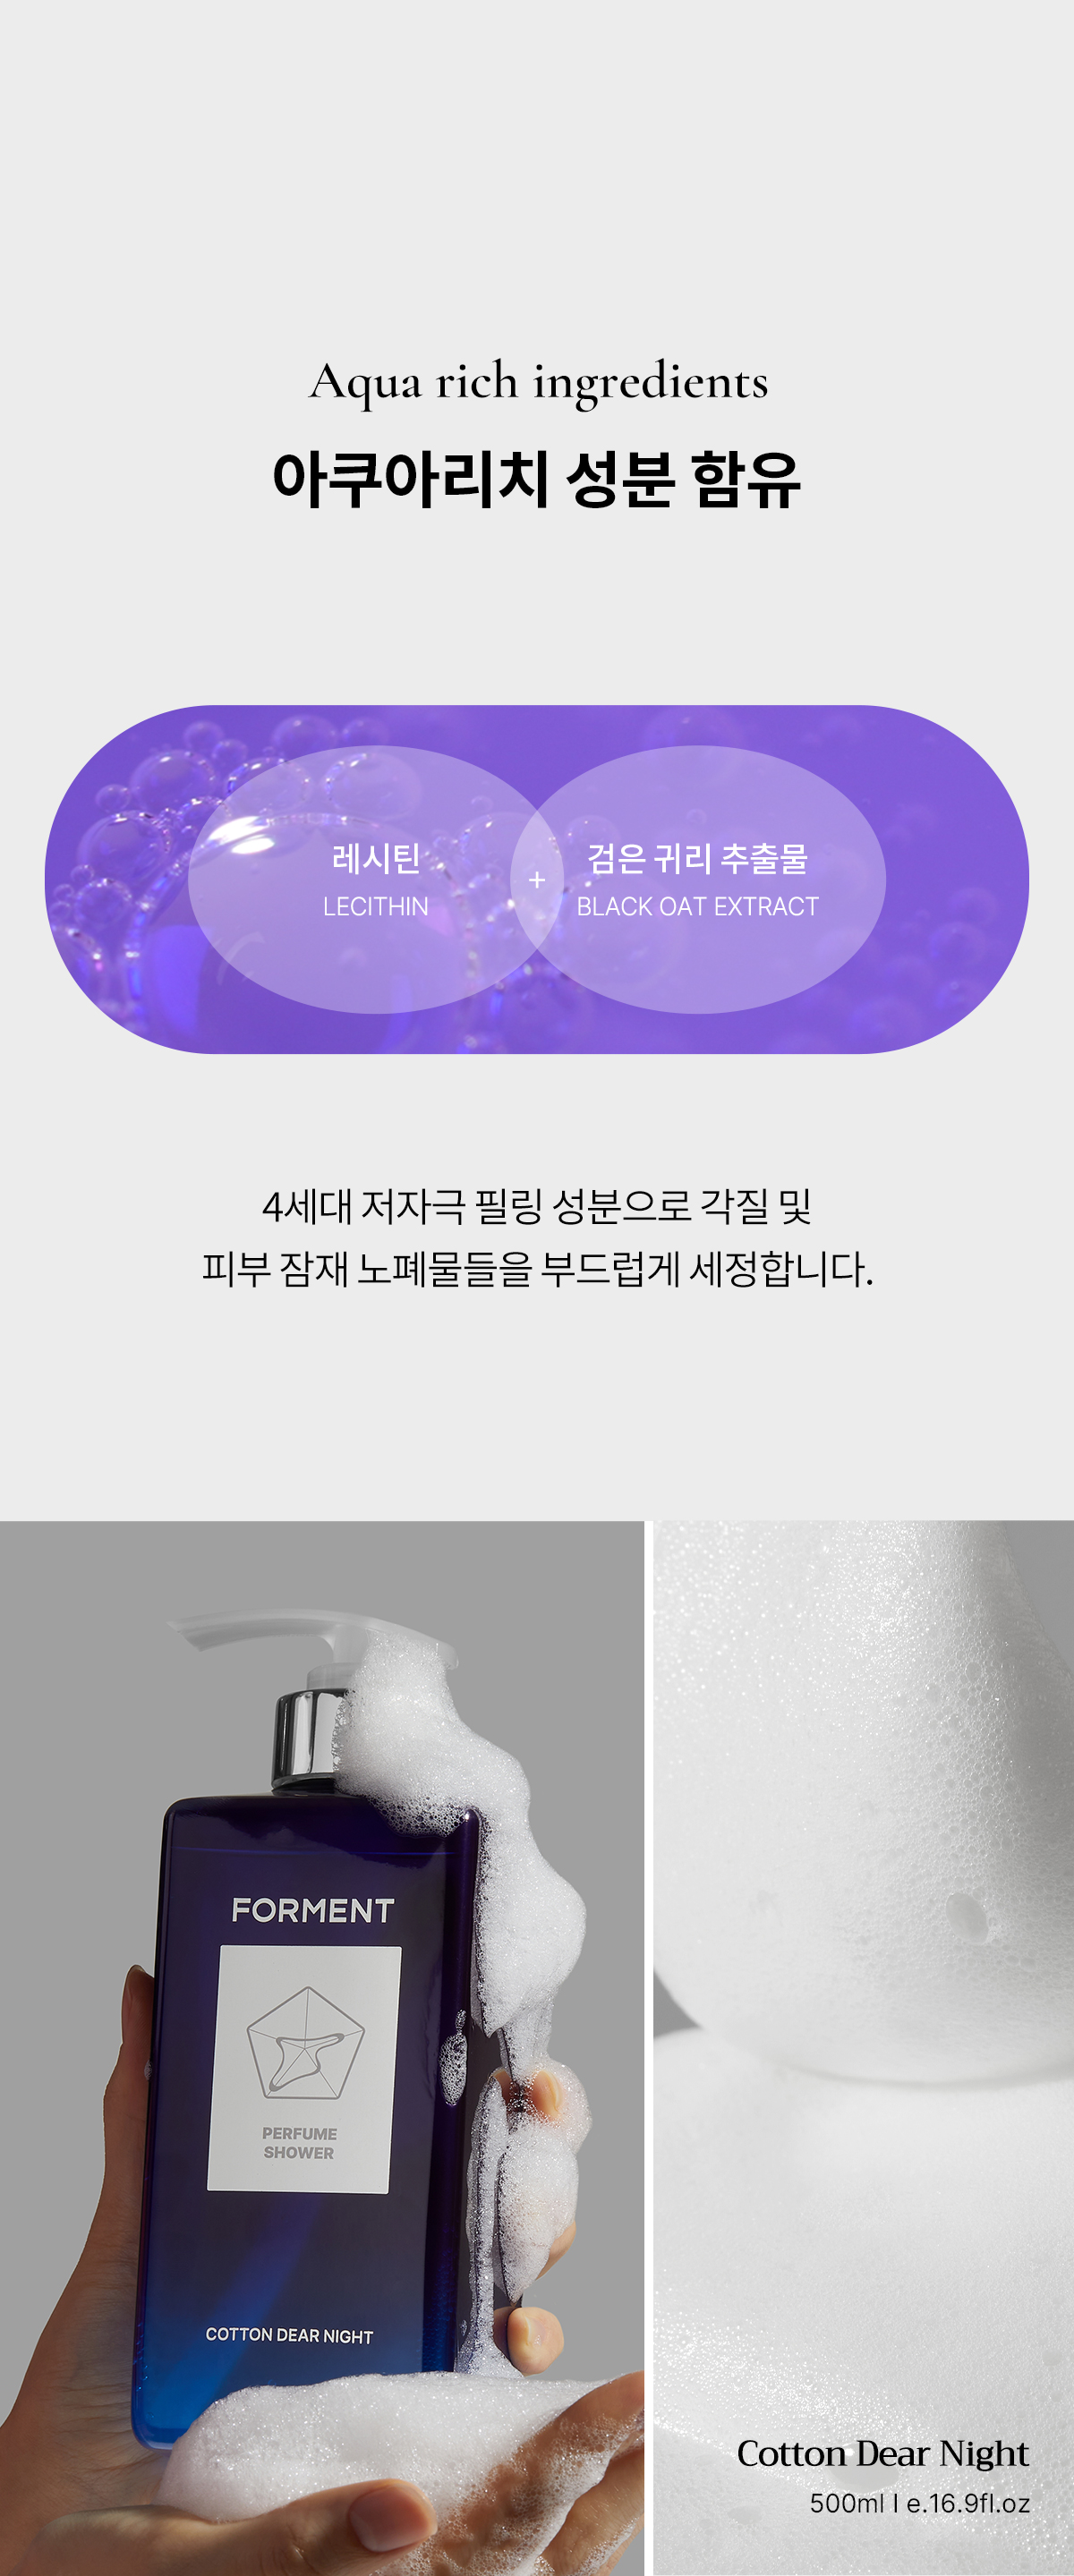 Aqua rich ingredients
아쿠아리치 성분 함유
레시틴
LECITHIN
+
검은 귀리 추출물
BLACK OAT EXTRACT
4세대 저자극 필링 성분으로 각질 및
피부 잠재 노폐물들을 부드럽게 세정합니다.
FORMENT
PERFUME
SHOWER
COTTON DEAR NIGHT
Cotton Dear Night
500ml l e.16.9fl.oz